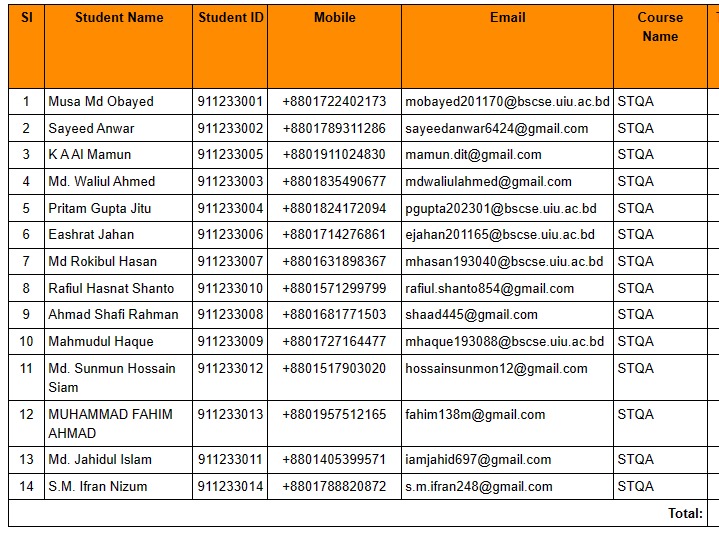 Sl Student Name Student ID Mobile Email Course Name
1 Musa Md Obayed 911233001 +8801722402173 mobayed201170@bscse.uiu.ac.bd STQA
2 Sayeed Anwar 911233002 +8801789311286 sayeedanwar6424@gmail.com STQA
3 K A Al Mamun 911233005 +8801911024830 mamun.dit@gmail.com STQA
4 Md. Waliul Ahmed 911233003 +8801835490677 mdwaliulahmed@gmail.com STQA
5 Pritam Gupta Jitu 911233004 +8801824172094 pgupta202301@bscse.uiu.ac.bd STQA
6 Eashrat Jahan 911233006 +8801714276861 ejahan201165@bscse.uiu.ac.bd STQA
7 Md Rokibul Hasan 911233007 +8801631898367 mhasan193040@bscse.uiu.ac.bd STQA
8 Rafiul Hasnat Shanto 911233010 +8801571299799 rafiul.shanto854@gmail.com STQA
9 Ahmad Shafi Rahman 911233008 +8801681771503 shaad445@gmail.com STQA
10 Mahmudul Haque 911233009 +8801727164477 mhaque193088@bscse.uiu.ac.bd STQA
11 Md. Sunmun Hossain Siam 911233012 +8801517903020 hossainsunmon12@gmail.com STQA
12 MUHAMMAD FAHIM AHMAD 911233013 +8801957512165 fahim138m@gmail.com STQA
13 Md. Jahidul Islam 911233011 +8801405399571 iamjahid697@gmail.com STQA
14 S.M. Ifran Nizum 911233014 +8801788820872 s.m.ifran248@gmail.com STQA
Total: